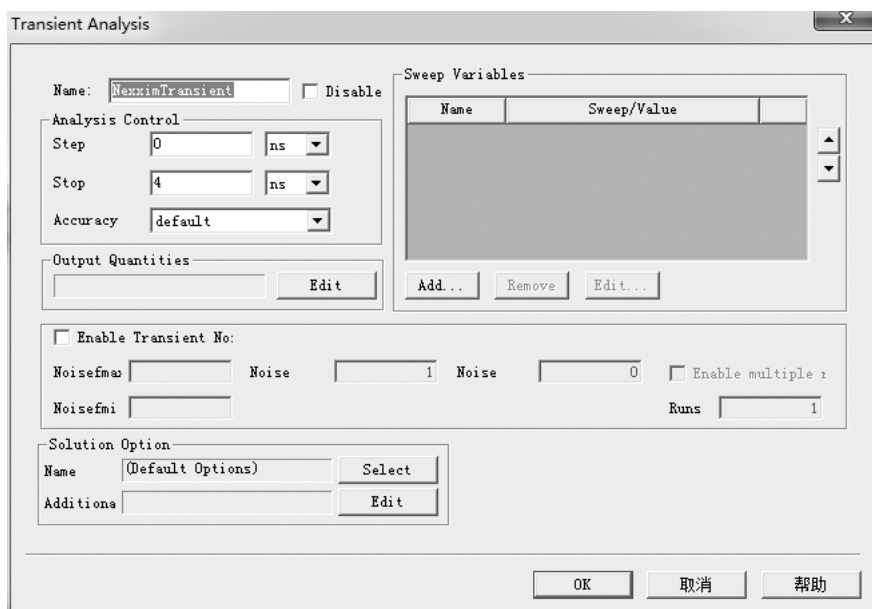 Transient Analysis
X
Name: NexximTransient Disable
Analysis Control
Step 0 ns
Stop 4 ns
Accuracy default
Output Quantities
Edit
Sweep Variables
Name Sweep/Value
Add... Remove Edit...
Enable Transient No:
Noisefmax Noise 1 Noise 0 Enable multiple r
Noisefmi Runs 1
Solution Option
Name (Default Options) Select
Additiona Edit
OK 取消 帮助